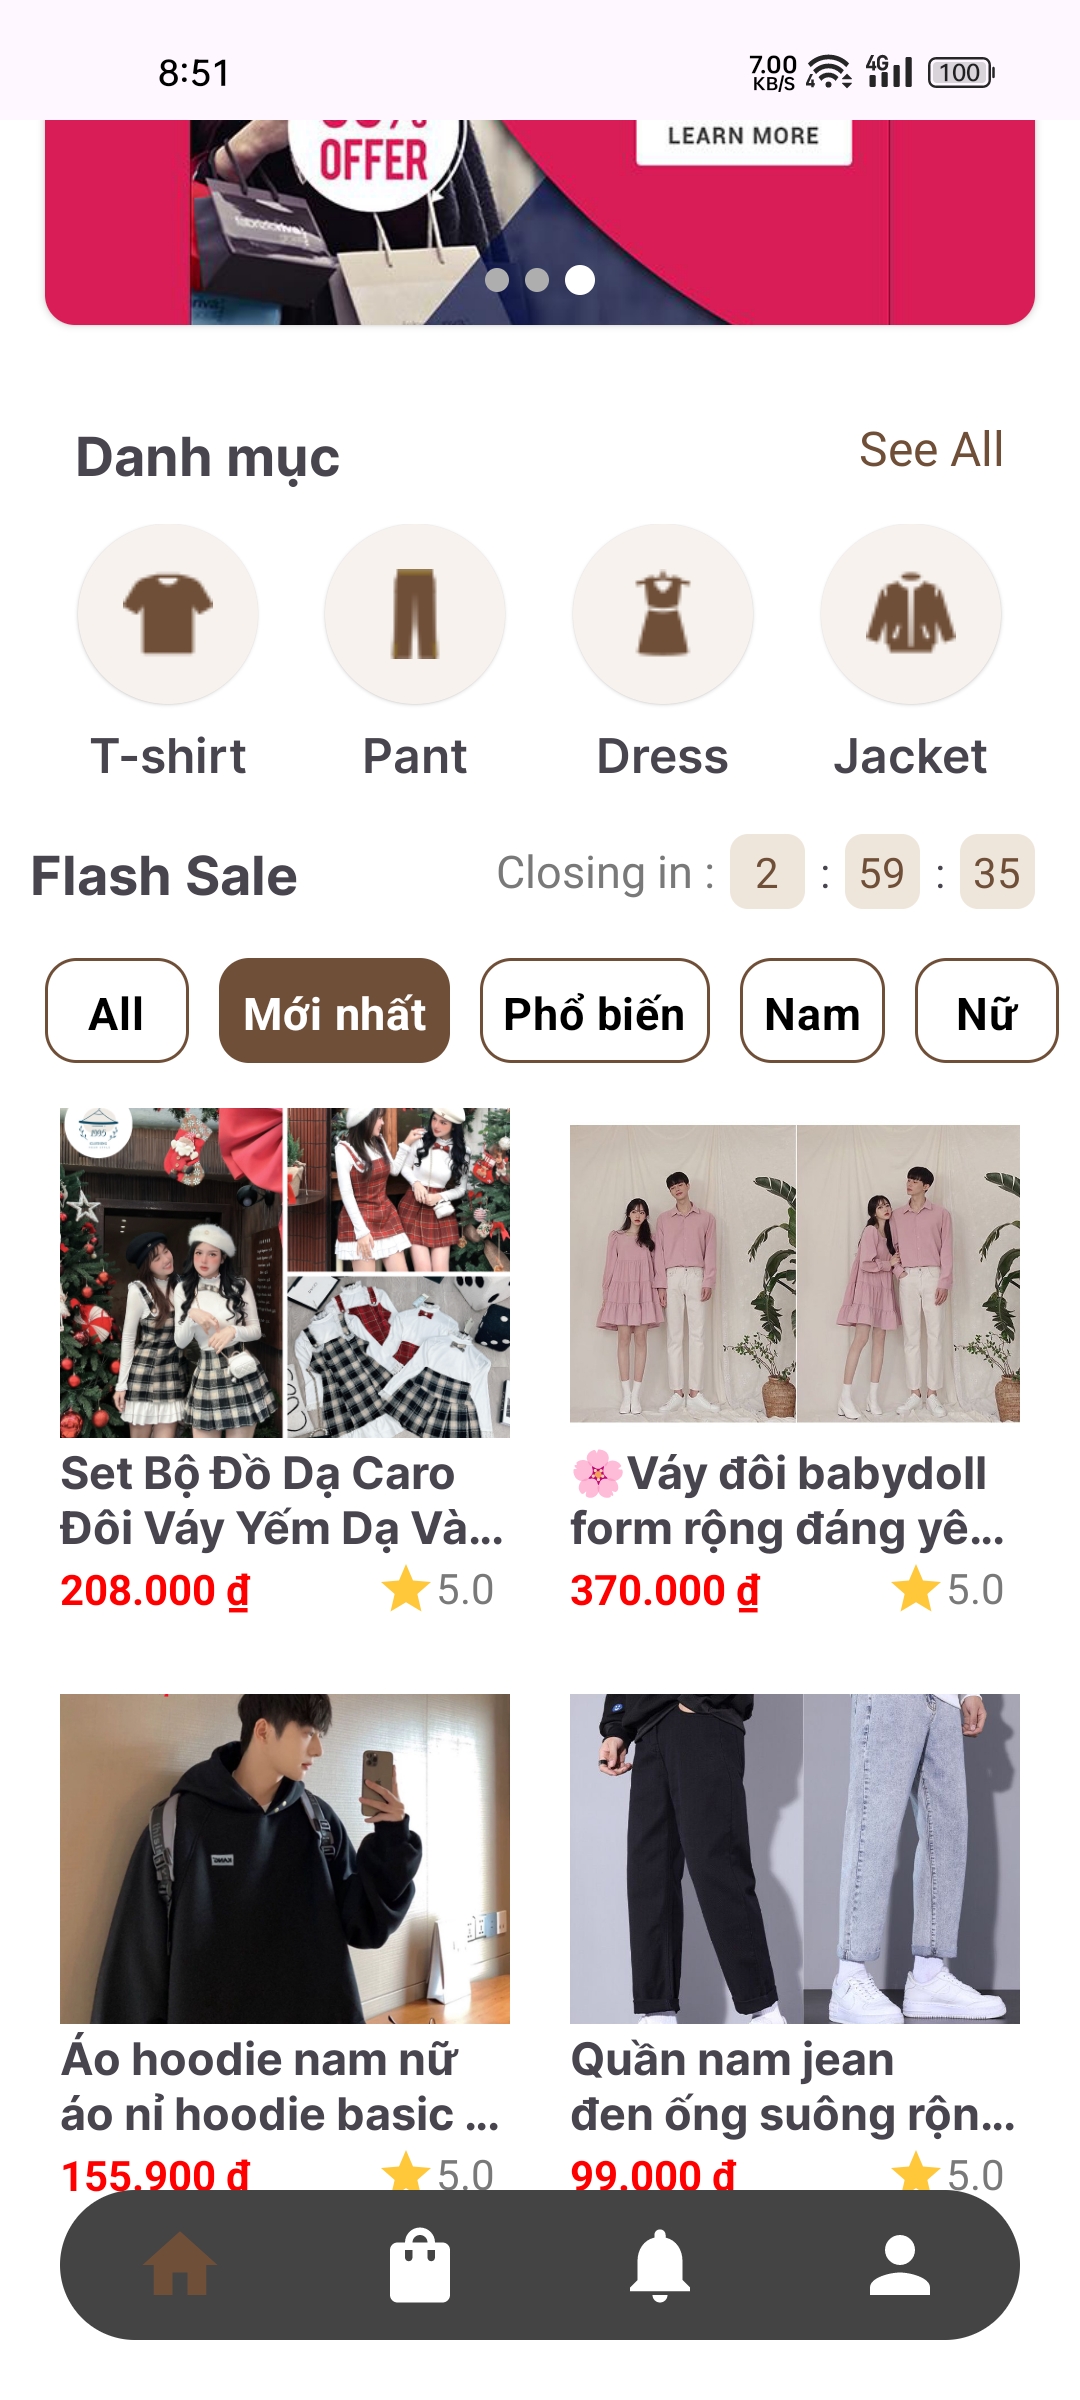 8:51
7.00
KB/S
4G
100
OFFER
LEARN MORE
Danh mục
See All
T-shirt
Pant
Dress
Jacket
Flash Sale
Closing in : 2 : 59 : 35
All
Mới nhất
Phổ biến
Nam
Nữ
1995
Set Bộ Đồ Dạ Caro
Đôi Váy Yếm Dạ Và...
208.000 ₫
5.0
🌸Váy đôi babydoll
form rộng đáng yê...
370.000 ₫
5.0
Áo hoodie nam nữ
áo nỉ hoodie basic ...
155.900 ₫
5.0
Quần nam jean
đen ống suông rộn...
99.000 ₫
5.0